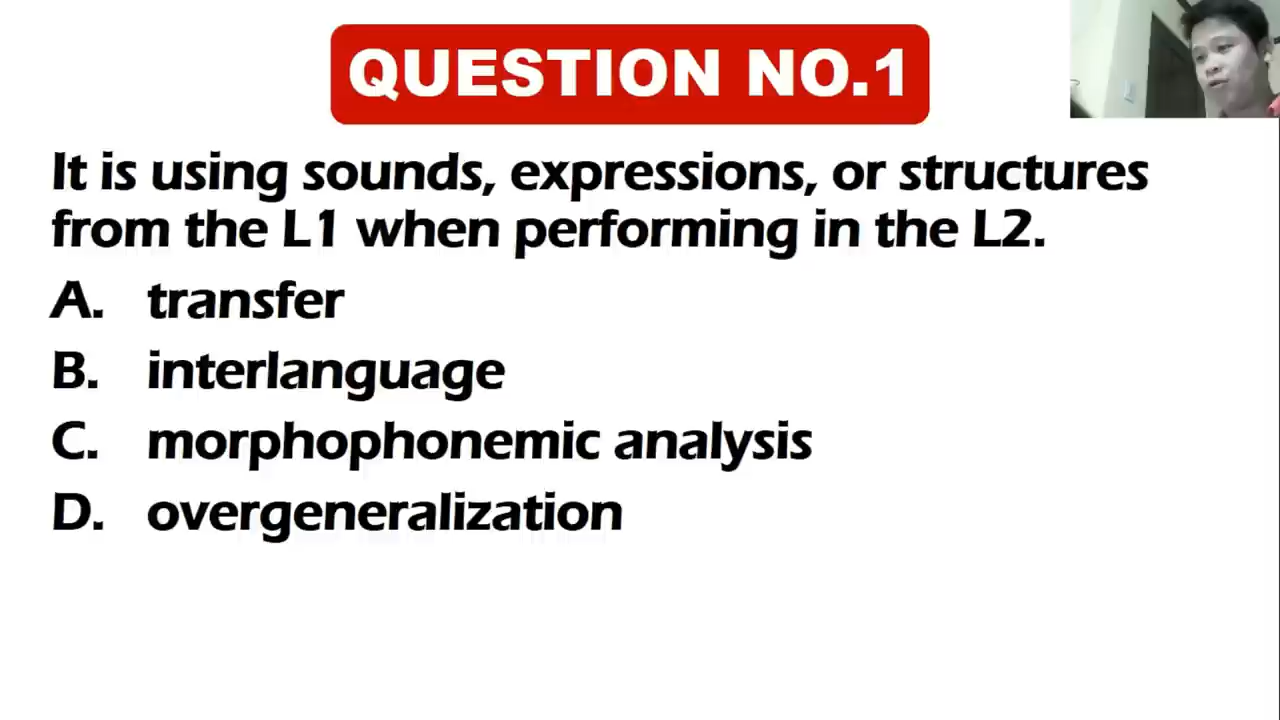 QUESTION NO.1
It is using sounds, expressions, or structures
from the L1 when performing in the L2.
A. transfer
B. interlanguage
C. morphophonemic analysis
D. overgeneralization